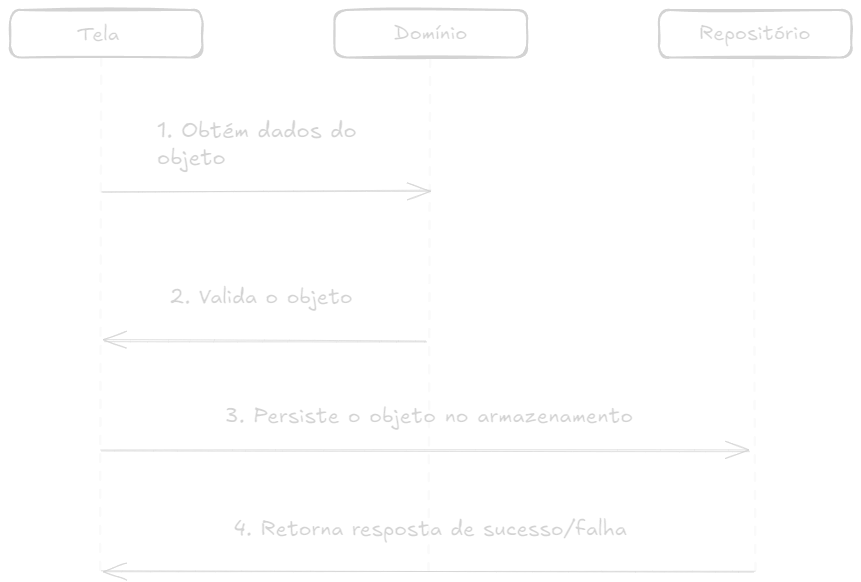 Tela
Domínio
Repositório
1. Obtém dados do
objeto
2. Valida o objeto
3. Persiste o objeto no armazenamento
4. Retorna resposta de sucesso/falha